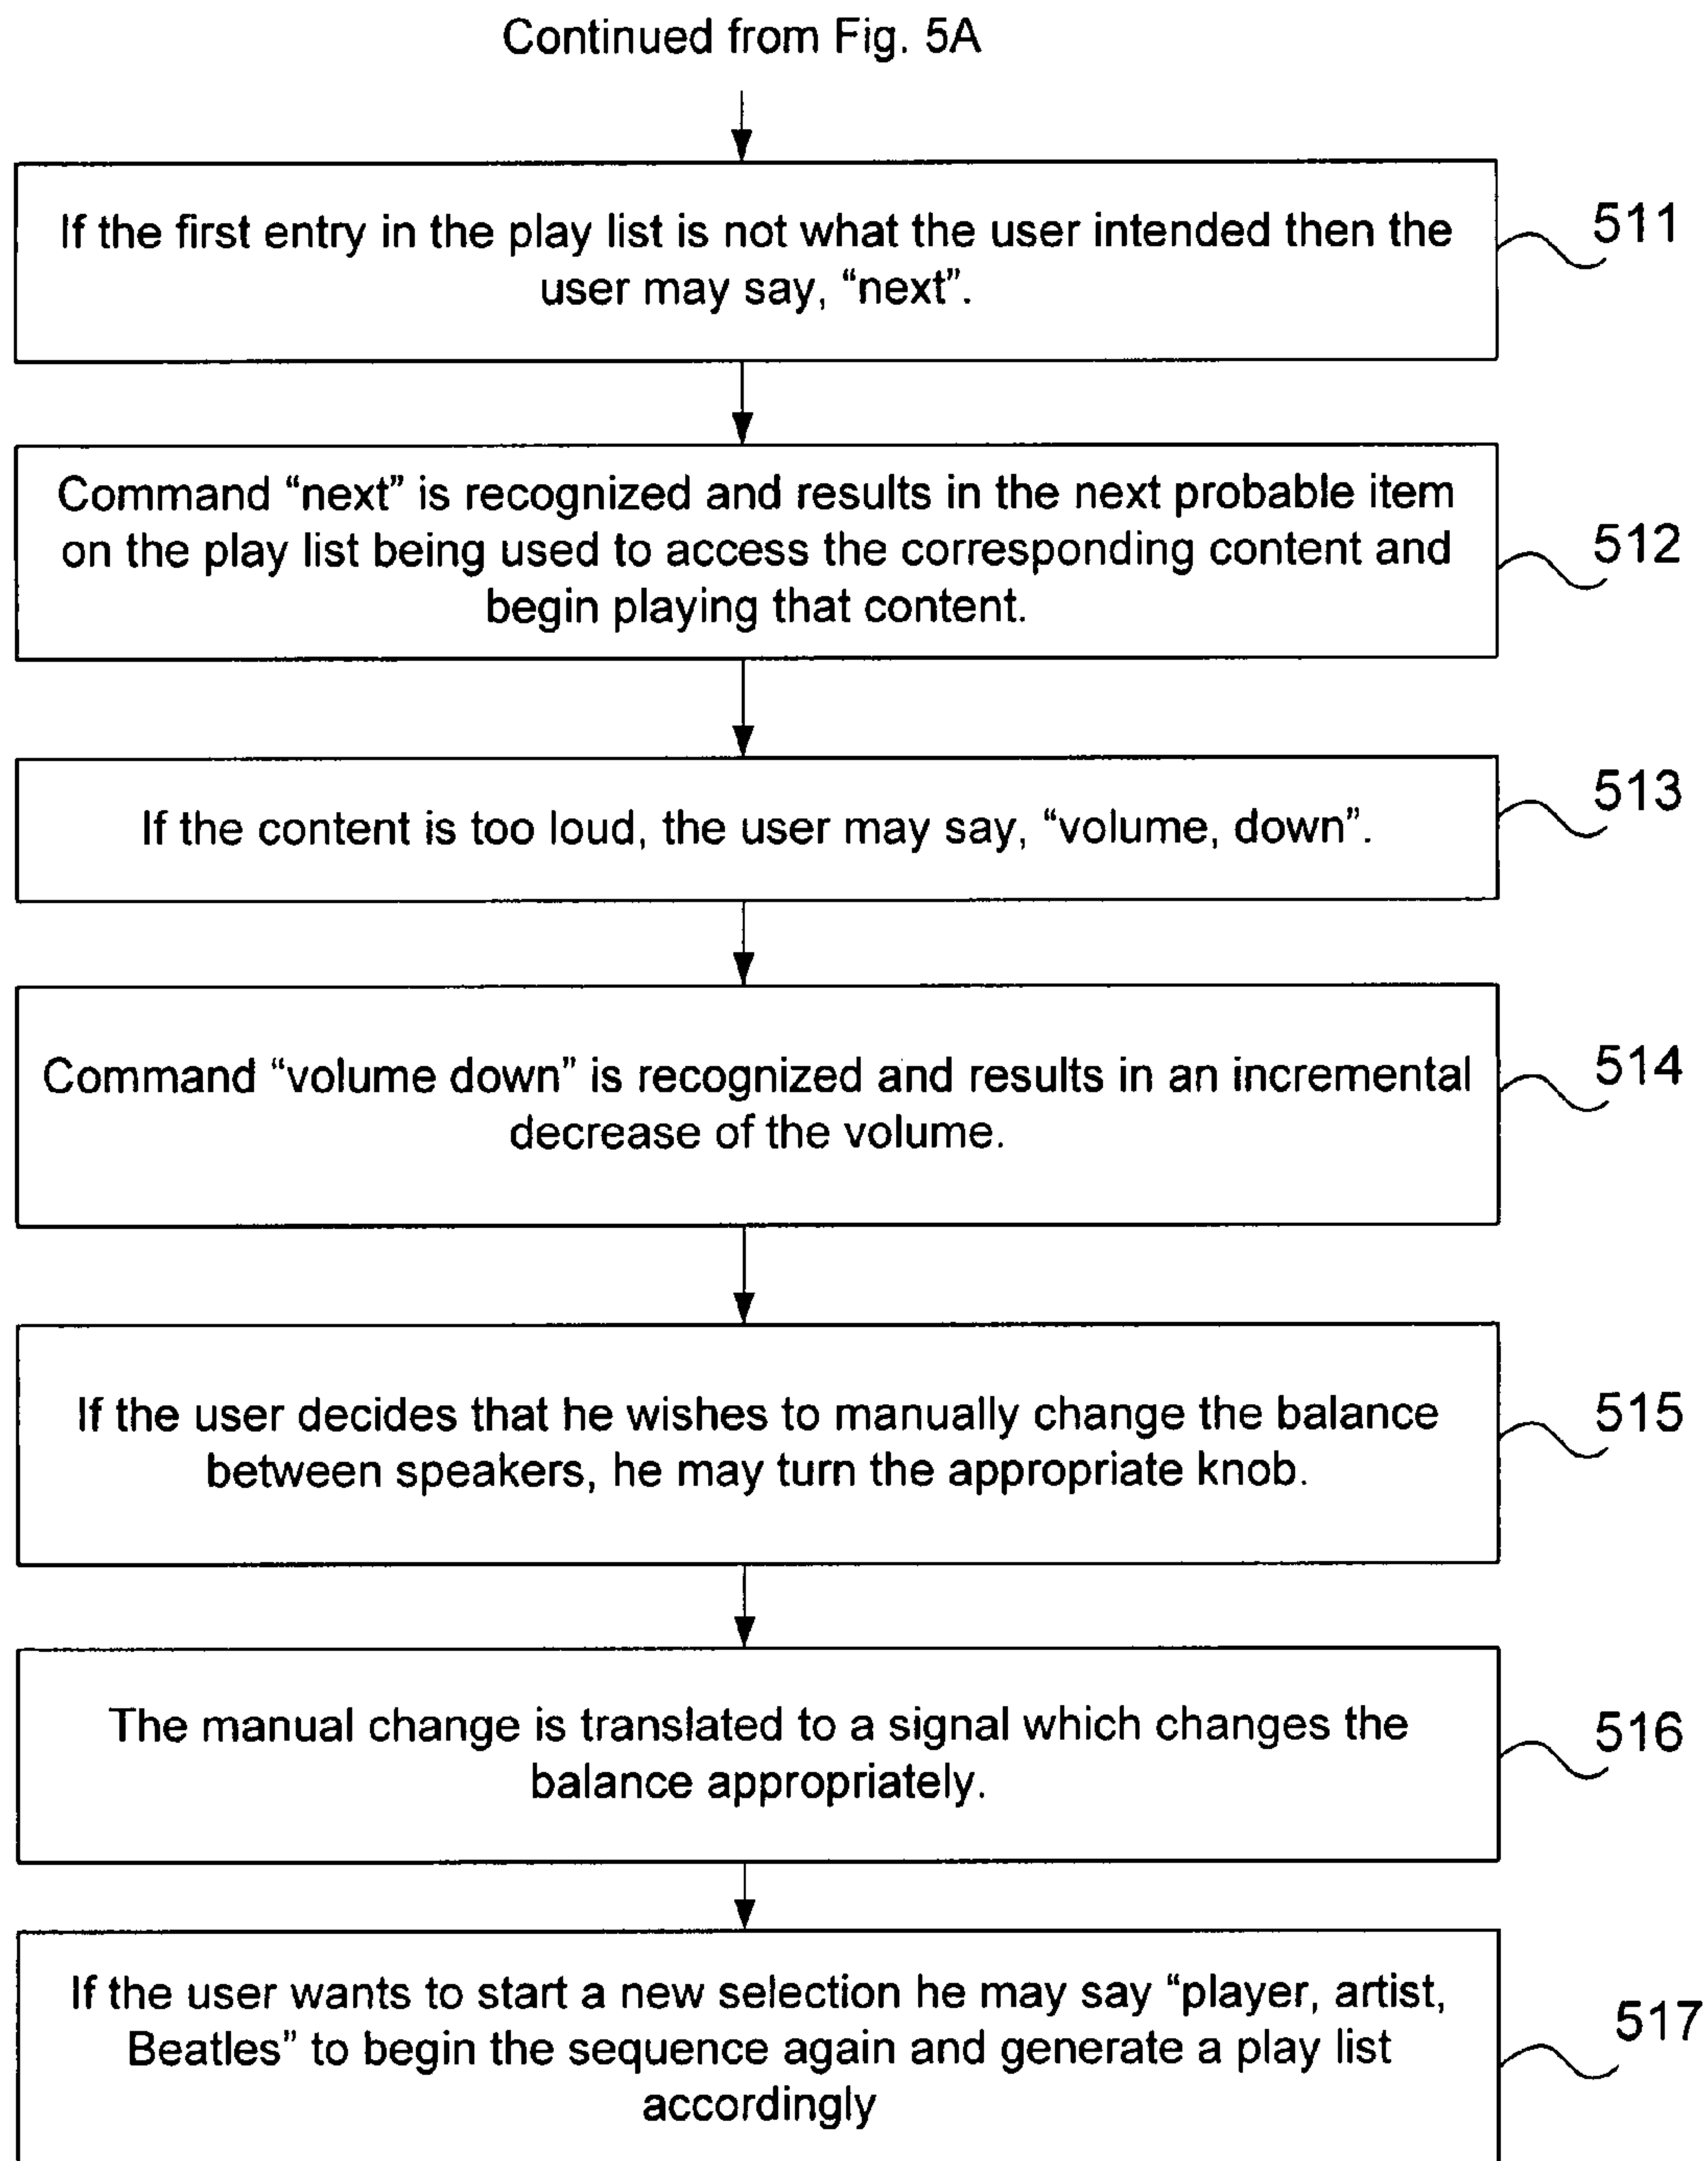 Continued from Fig. 5A
If the first entry in the play list is not what the user intended then the
user may say, “next”.
511
Command “next” is recognized and results in the next probable item
on the play list being used to access the corresponding content and
begin playing that content.
512
If the content is too loud, the user may say, “volume, down”.
513
Command “volume down” is recognized and results in an incremental
decrease of the volume.
514
If the user decides that he wishes to manually change the balance
between speakers, he may turn the appropriate knob.
515
The manual change is translated to a signal which changes the
balance appropriately.
516
If the user wants to start a new selection he may say “player, artist,
Beatles” to begin the sequence again and generate a play list
accordingly
517